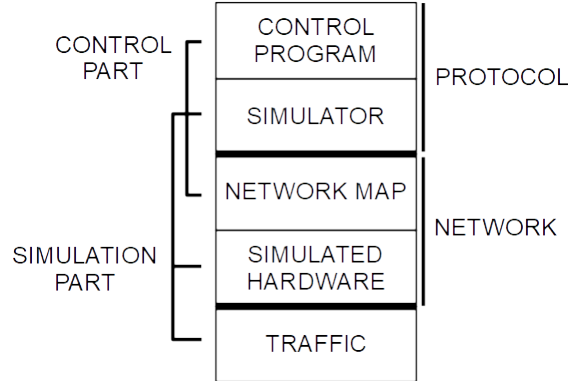 CONTROL
PART
CONTROL
PROGRAM
PROTOCOL
SIMULATOR
NETWORK MAP
NETWORK
SIMULATION
PART
SIMULATED
HARDWARE
TRAFFIC